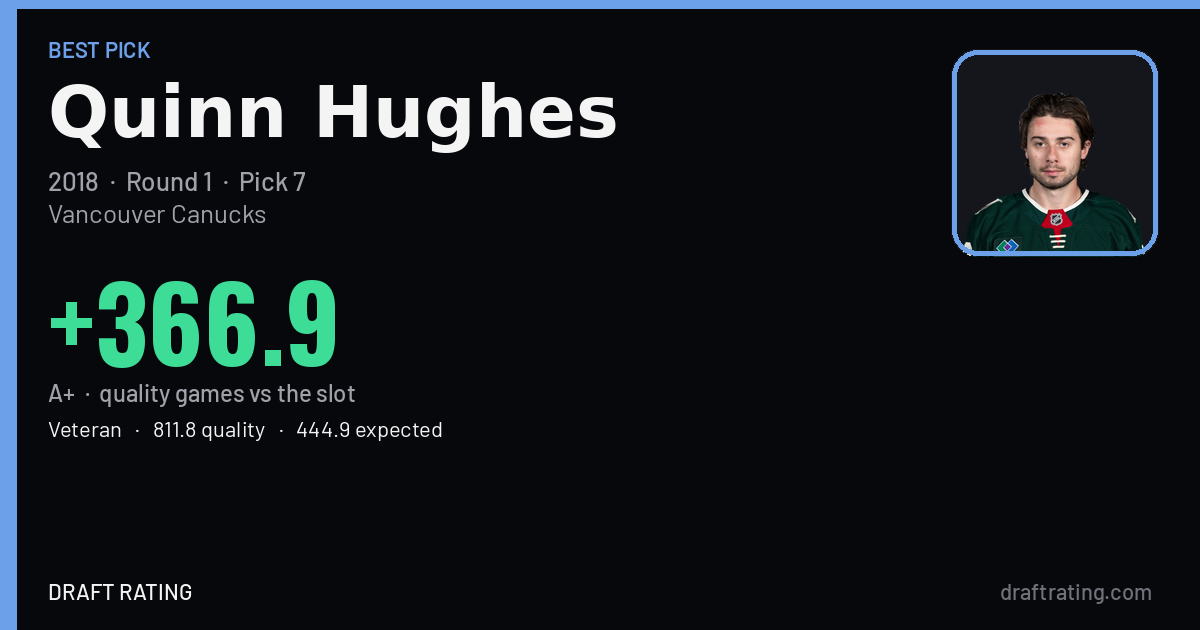 BEST PICK
Quinn Hughes
2018 · Round 1 · Pick 7
Vancouver Canucks
+366.9
A+ · quality games vs the slot
Veteran · 811.8 quality · 444.9 expected
DRAFT RATING
draftrating.com